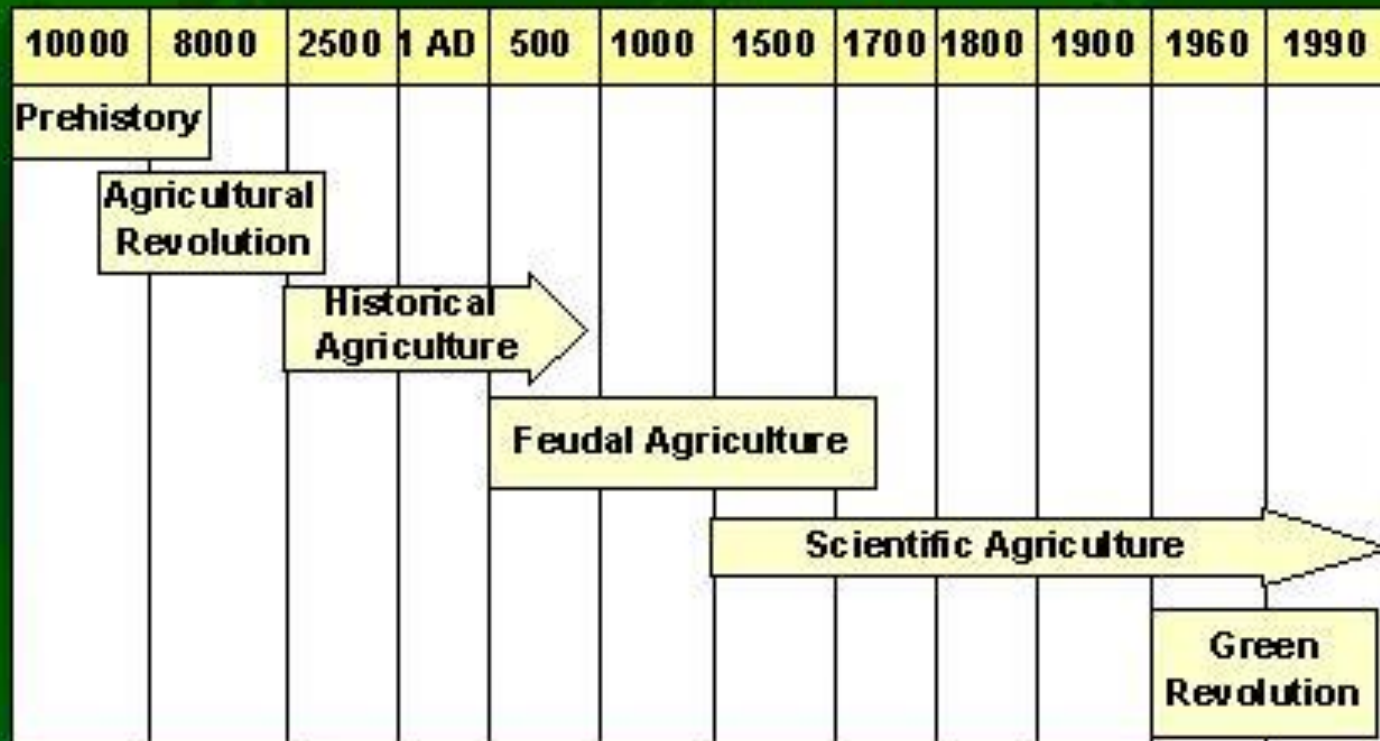 10000 8000 2500 1 AD 500 1000 1500 1700 1800 1900 1960 1990
Prehistory
Agricultural
Revolution
Historical
Agriculture
Feudal Agriculture
Scientific Agriculture
Green
Revolution